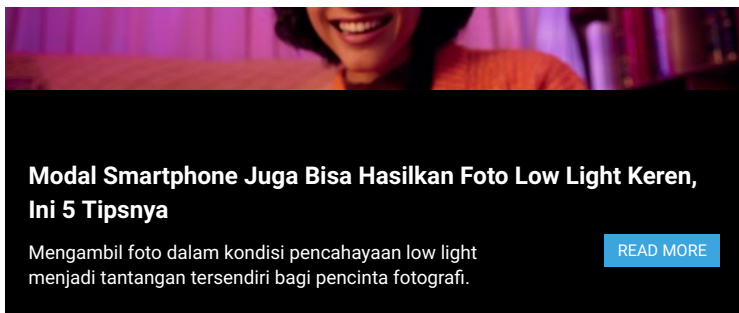 Modal Smartphone Juga Bisa Hasilkan Foto Low Light Keren,
Ini 5 Tipsnya
Mengambil foto dalam kondisi pencahayaan low light
menjadi tantangan tersendiri bagi pencinta fotografi.
READ MORE